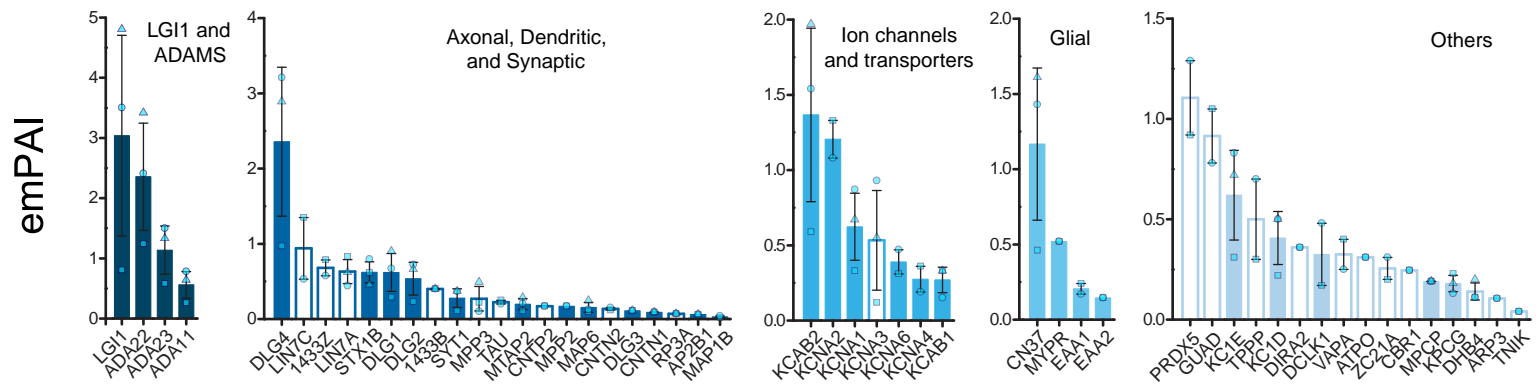 emPAI
5
4
3
2
1
0
LGI1 and
ADAMS
LGI1
ADA22
ADA23
ADA11
4
3
2
1
0
Axonal, Dendritic,
and Synaptic
DLG4
LIN7C
1433Z
LIN7A
STX1B
DLG1
DLG2
1433B
SYT1
MPP3
TAU
MTAP2
CNTP2
MPP2
MAP6
CNTN2
DLG3
CNTN1
RP3A
AP2B1
MAP1B
2.0
1.5
1.0
0.5
0.0
Ion channels
and transporters
KCAB2
KCNA2
KCNA1
KCNA3
KCNA6
KCNA4
KCAB1
2.0
1.5
1.0
0.5
0.0
Glial
CN37
MYPR
EAA1
EAA2
1.5
1.0
0.5
0.0
Others
PRDX5
GUAD
KC1E
TPPP
KC1D
DIRA2
DCLK1
VAPA
ATPO
ZC21A
CBR1
MPCP
KPCG
DHB4
ARP3
TNIK